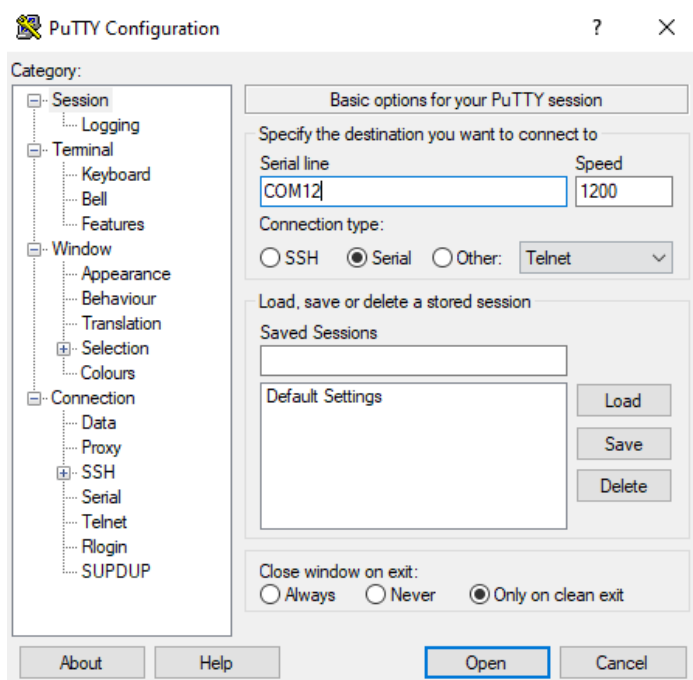 PuTTY Configuration
?
Category:
Session
Logging
Terminal
Keyboard
Bell
Features
Window
Appearance
Behaviour
Translation
Selection
Colours
Connection
Data
Proxy
SSH
Serial
Telnet
Rlogin
SUPDUP
Basic options for your PuTTY session
Specify the destination you want to connect to
Serial line Speed
COM12 1200
Connection type:
SSH Serial Other: Telnet
Load, save or delete a stored session
Saved Sessions
Default Settings
Load
Save
Delete
Close window on exit:
Always Never Only on clean exit
About Help Open Cancel